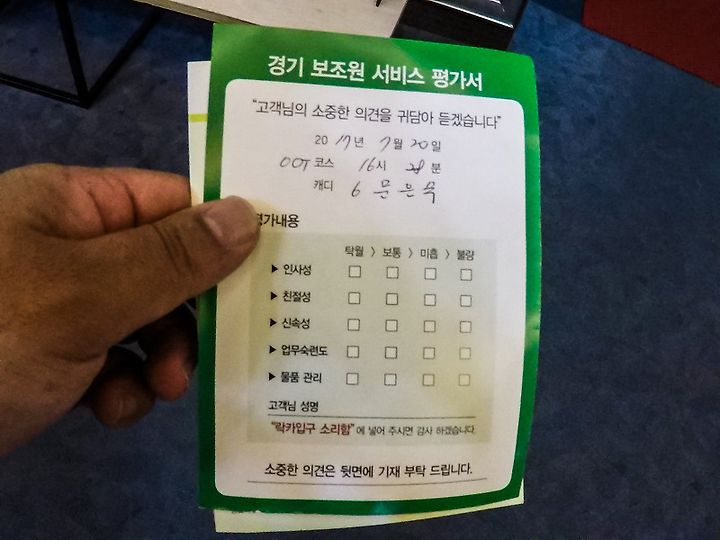 경기 보조원 서비스 평가서
"고객님의 소중한 의견을 귀담아 듣겠습니다"
20 17년 7월 20일
OUT 코스 16시 28분
캐디 6 문은숙
평가내용
탁월 > 보통 > 미흡 > 불량
▶ 인사성 □ □ □ □
▶ 친절성 □ □ □ □
▶ 신속성 □ □ □ □
▶ 업무숙련도 □ □ □ □
▶ 물품 관리 □ □ □ □
고객님 성명
"락카입구 소리함"에 넣어 주시면 감사 하겠습니다.
소중한 의견은 뒷면에 기재 부탁 드립니다.